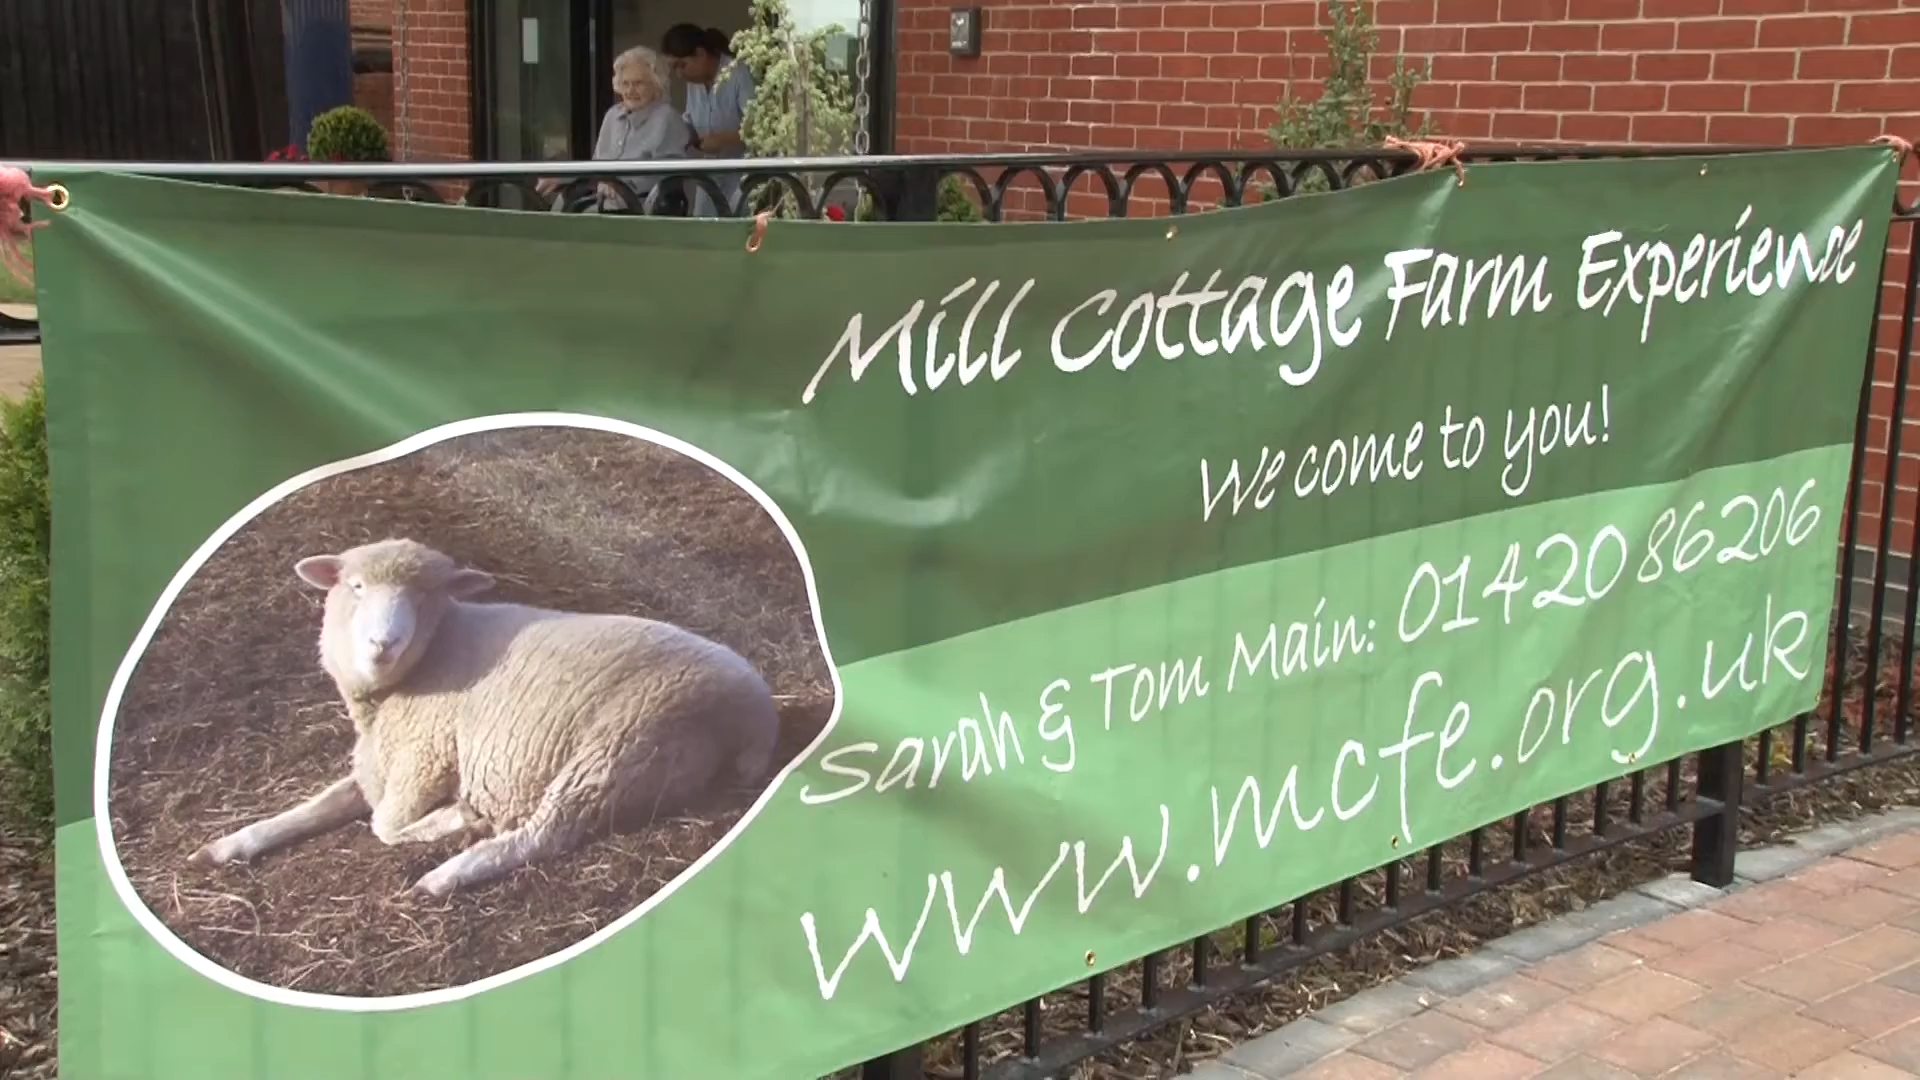 Mill Cottage Farm Experience
We come to you!
Sarah & Tom Main: 01420 86206
www.mcfe.org.uk